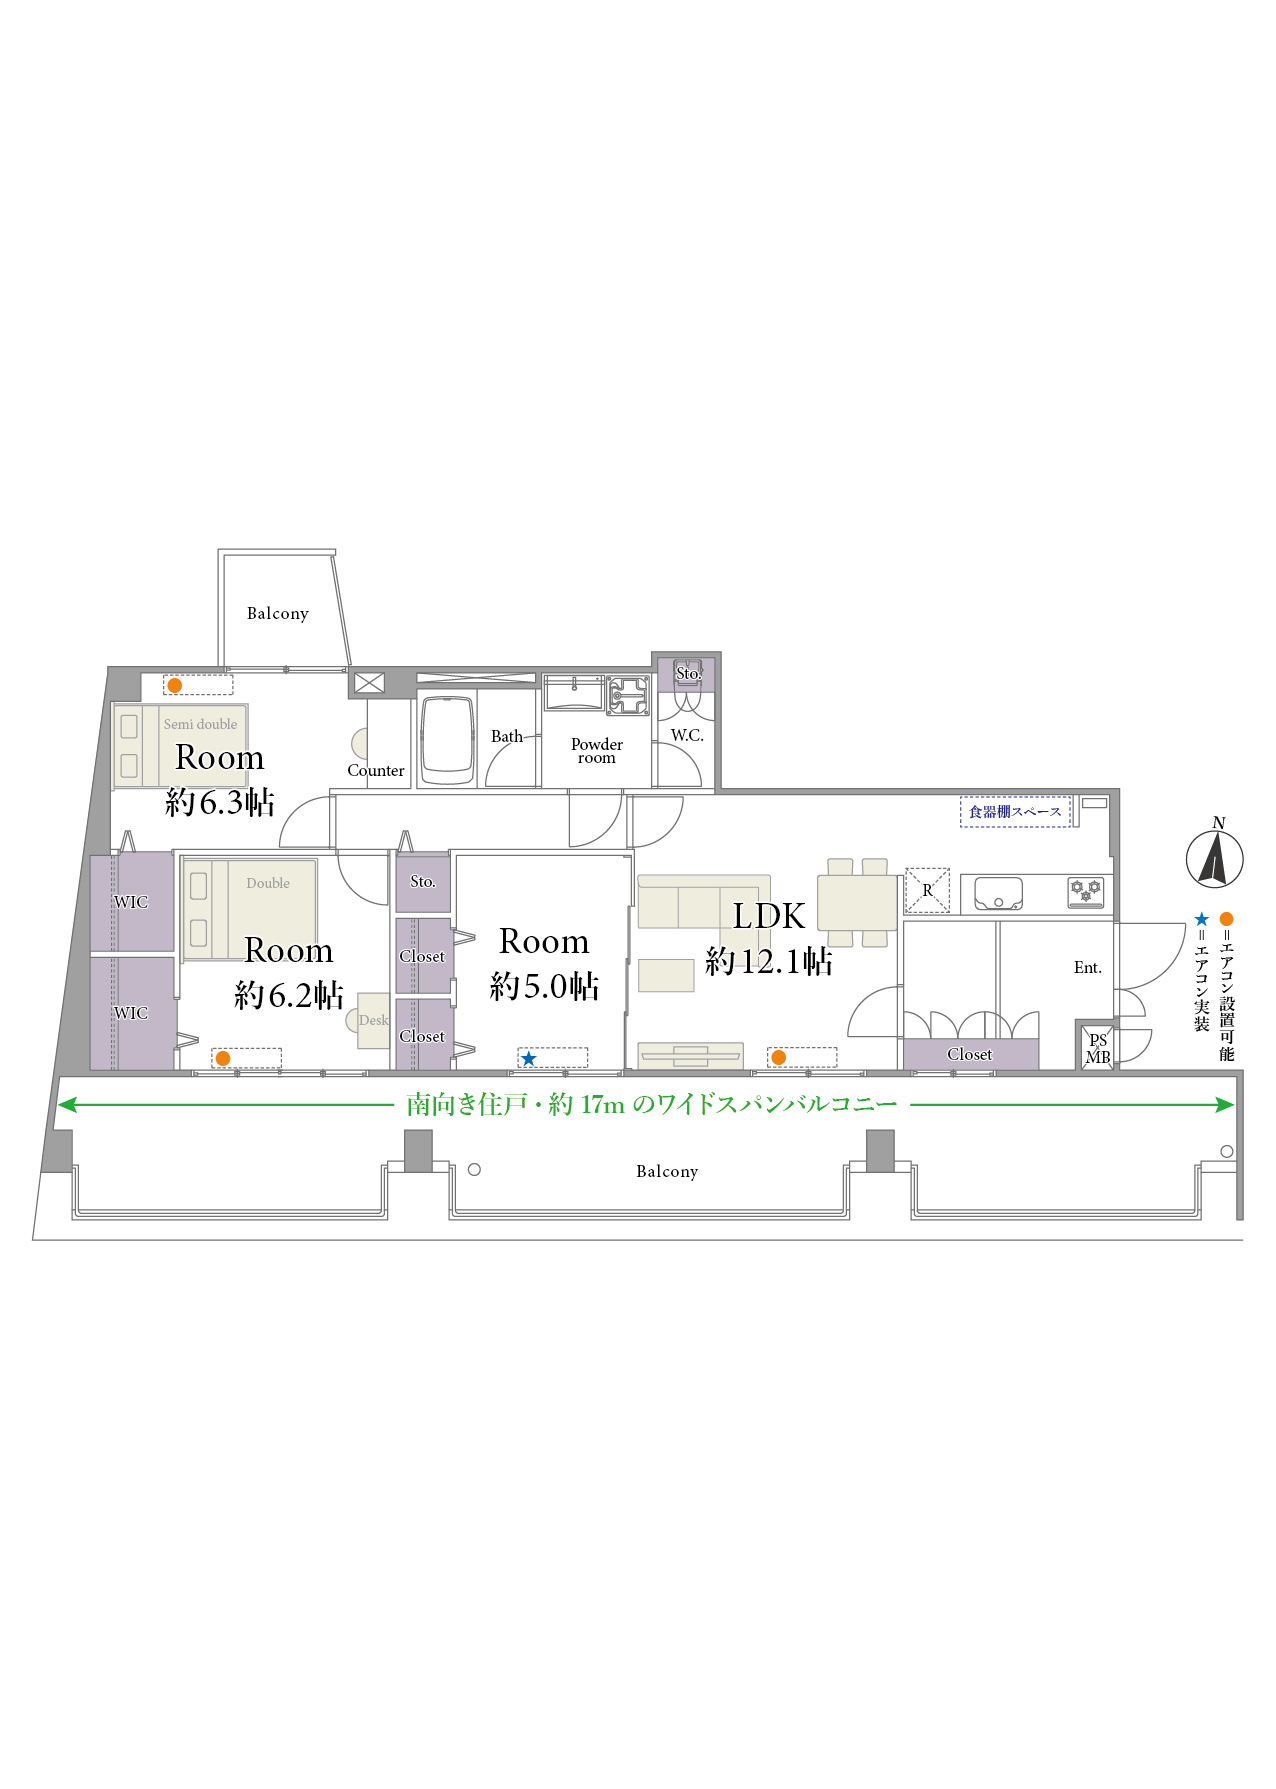 Balcony
Sto.
Semi double
Room
約6.3帖
Counter
Bath
Powder
room
W.C.
食器棚スペース
N
WIC
Double
Room
約6.2帖
Sto.
Closet
Room
約5.0帖
LDK
約12.1帖
R
Ent.
WIC
Desk
Closet
Closet
PS
MB
●=エアコン設置可能
★=エアコン実装
南向き住戸・約17mのワイドスパンバルコニー
Balcony